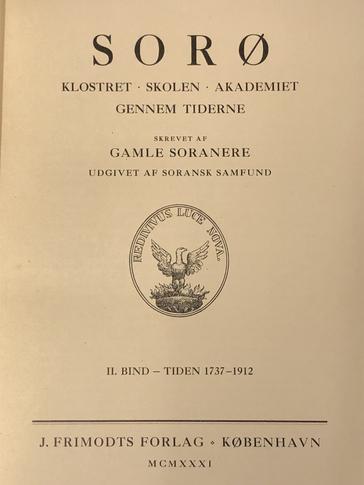 SORØ
KLOSTRET · SKOLEN · AKADEMIET
GENNEM TIDERNE
SKREVET AF
GAMLE SORANERE
UDGIVET AF SORANSK SAMFUND
REDIVIVUS LUCE NOVA.
II. BIND – TIDEN 1737–1912
J. FRIMODTS FORLAG ⋄ KØBENHAVN
MCMXXXI